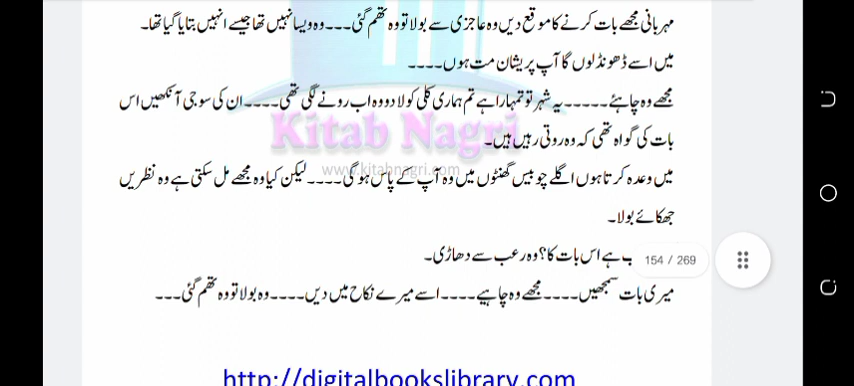 مہربانی مجھے بات کرنے کا موقع دیں وہ عاجزی سے بولا تو وہ تھم گئی۔۔۔وہ ویسا نہیں تھا جیسے انہیں بتایا گیا تھا۔
میں اسے ڈھونڈ لوں گا آپ پریشان مت ہوں۔۔۔۔
مجھے وہ چاہئے۔۔۔۔۔یہ شہر تو تمہارا ہے تم ہماری کلی کو لا دو وہ اب رونے لگی تھی۔۔۔۔ان کی سوجی آنکھیں اس
بات کی گواہ تھی کہ وہ روتی رہیں ہیں۔
Kitab Nagri
www.kitabnagri.com
میں وعدہ کرتا ہوں اگلے چوبیس گھنٹوں میں وہ آپ کے پاس ہو گی۔۔۔۔لیکن کیا وہ مجھے مل سکتی ہے وہ نظریں
جھکائے بولا۔
ب ہے اس بات کا؟ وہ رعب سے دھاڑی۔
154 / 269
میری بات سمجھیں۔۔۔۔مجھے وہ چاہیے۔۔۔۔اسے میرے نکاح میں دیں۔۔۔۔وہ بولا تو وہ تھم گئی۔۔۔
http://digitalbookslibrary.com